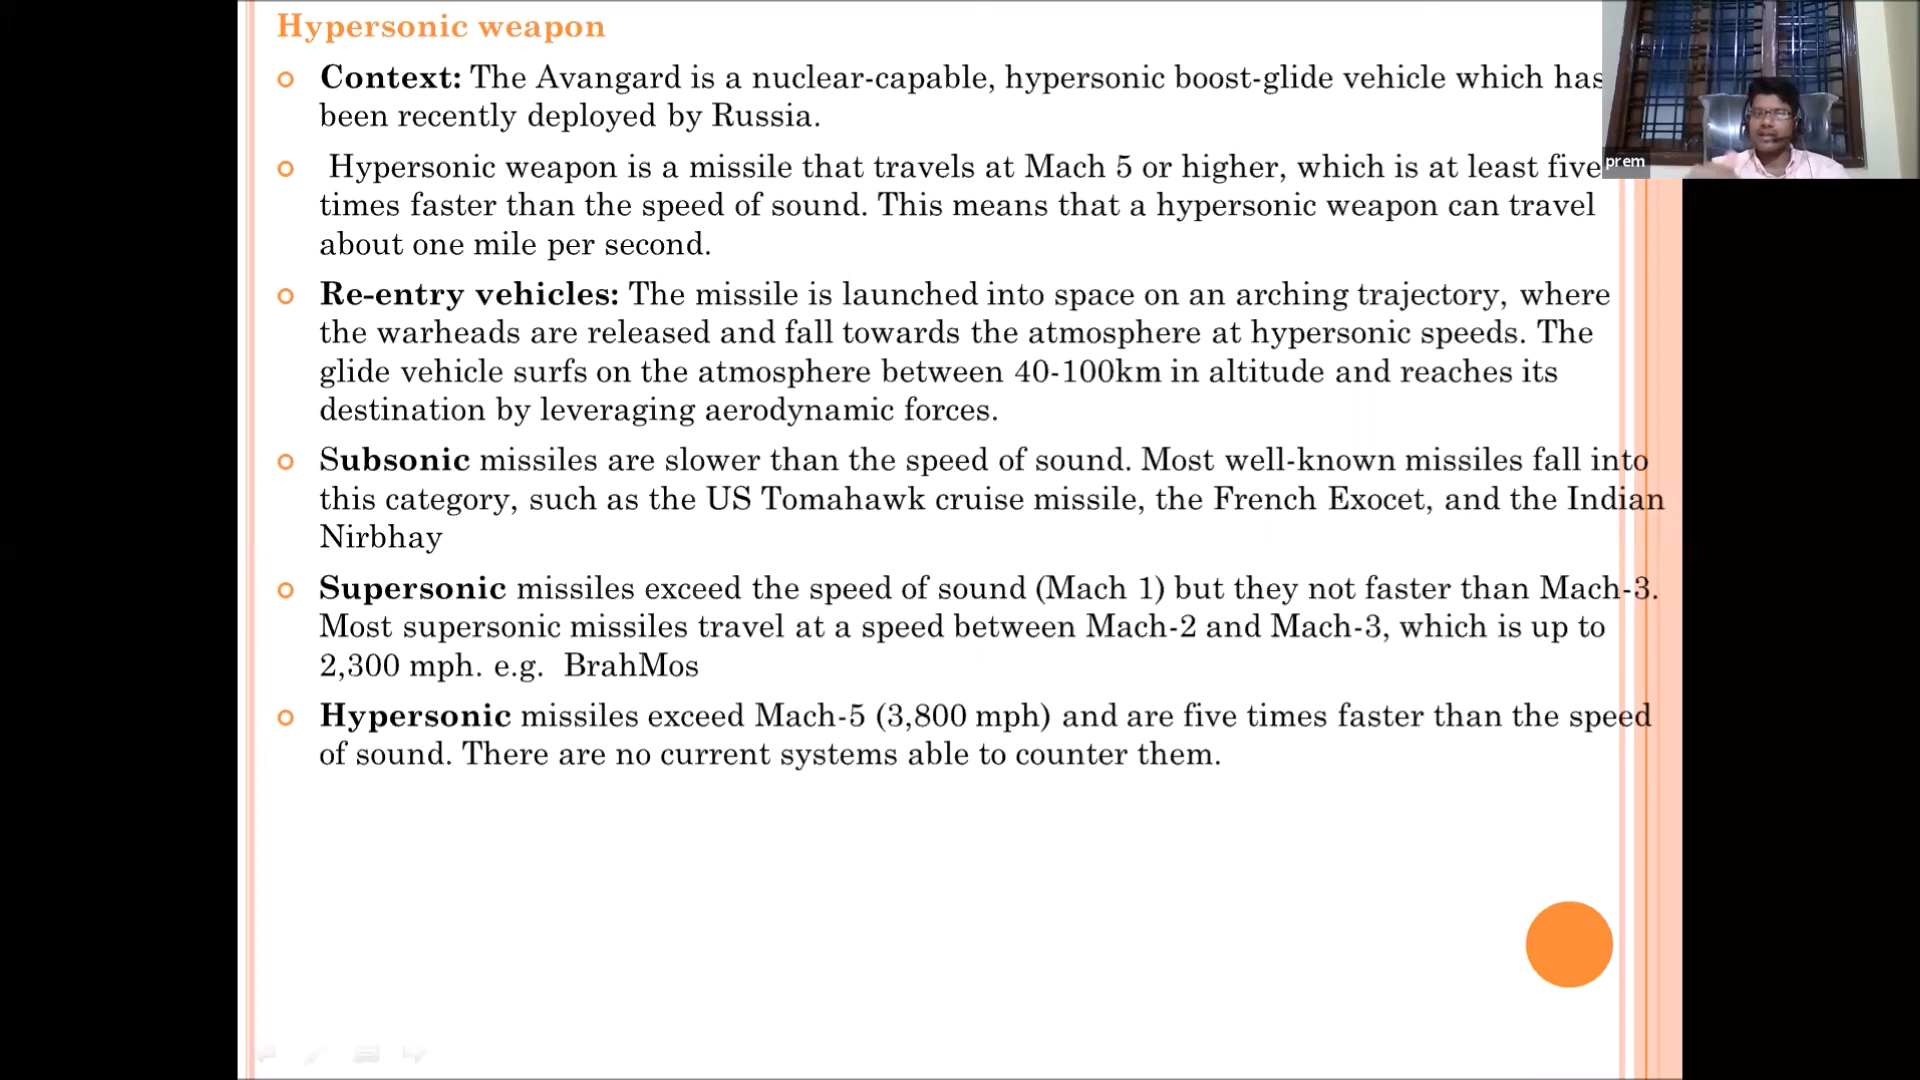 Hypersonic weapon
Context: The Avangard is a nuclear-capable, hypersonic boost-glide vehicle which has
been recently deployed by Russia.
Hypersonic weapon is a missile that travels at Mach 5 or higher, which is at least five
times faster than the speed of sound. This means that a hypersonic weapon can travel
about one mile per second.
Re-entry vehicles: The missile is launched into space on an arching trajectory, where
the warheads are released and fall towards the atmosphere at hypersonic speeds. The
glide vehicle surfs on the atmosphere between 40-100km in altitude and reaches its
destination by leveraging aerodynamic forces.
Subsonic missiles are slower than the speed of sound. Most well-known missiles fall into
this category, such as the US Tomahawk cruise missile, the French Exocet, and the Indian
Nirbhay
Supersonic missiles exceed the speed of sound (Mach 1) but they not faster than Mach-3.
Most supersonic missiles travel at a speed between Mach-2 and Mach-3, which is up to
2,300 mph. e.g. BrahMos
Hypersonic missiles exceed Mach-5 (3,800 mph) and are five times faster than the speed
of sound. There are no current systems able to counter them.
prem